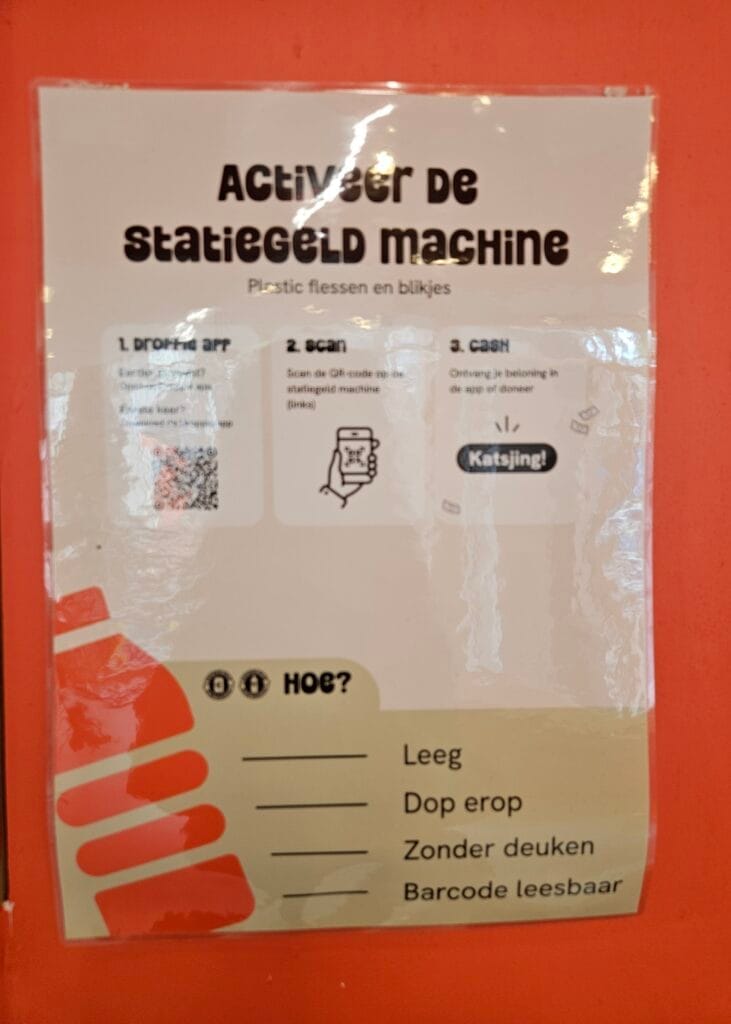 Activeer de
statiegeld machine
Plastic flessen en blikjes
1. Droppie app
Eerste keer?
2. scan
Scan de QR-code op de
statiegeld machine
(links)
3. cash
Ontvang je beloning in
de app of doneer
Katsjing!
Hoe?
Leeg
Dop erop
Zonder deuken
Barcode leesbaar